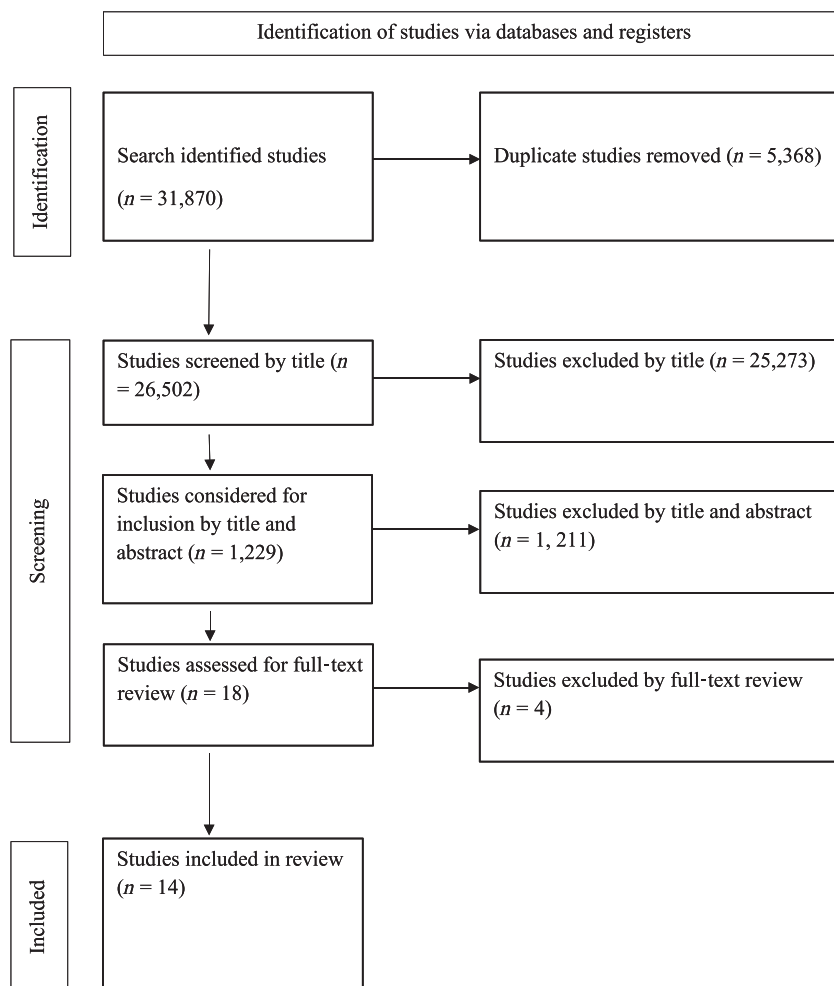 Identification of studies via databases and registers
Identification
Search identified studies
(n = 31,870)
Duplicate studies removed (n = 5,368)
Screening
Studies screened by title (n
= 26,502)
Studies excluded by title (n = 25,273)
Studies considered for
inclusion by title and
abstract (n = 1,229)
Studies excluded by title and abstract
(n = 1, 211)
Studies assessed for full-text
review (n = 18)
Studies excluded by full-text review
(n = 4)
Included
Studies included in review
(n = 14)